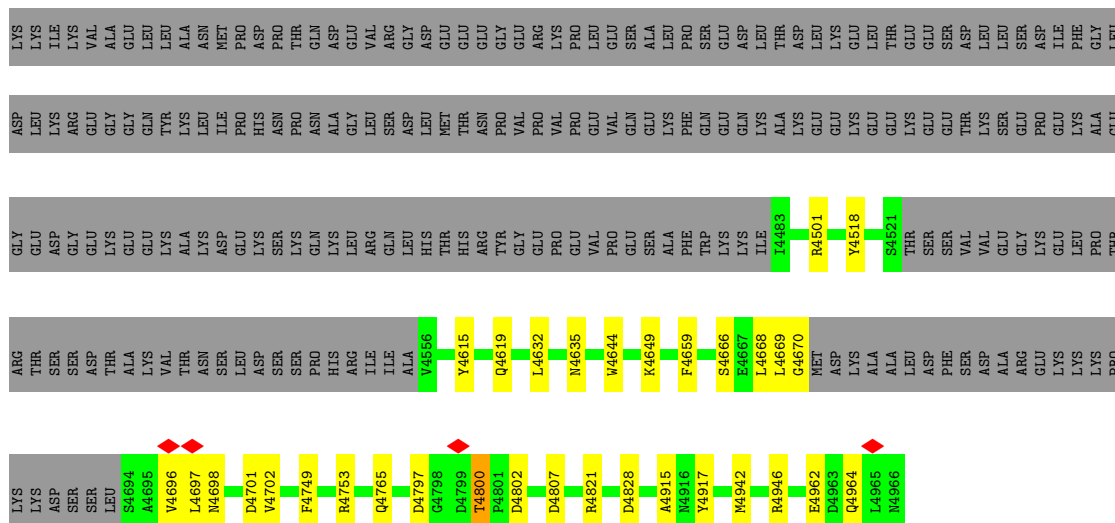 LYS LYS ILE LYS VAL ALA GLU LEU LEU ALA ASN MET PRO ASP PRO THR GLN ASP GLU VAL ARG GLY ASP GLU GLU GLU GLY GLU ARG LYS PRO LEU GLU SER ALA LEU PRO SER GLU ASP LEU THR ASP LEU LYS GLU LEU THR GLU GLU SER ASP LEU LEU SER ASP ILE PHE GLY LEU
ASP LEU LYS ARG GLU GLY GLY GLN TYR LYS LEU ILE PRO HIS ASN PRO ASN ALA GLY LEU SER ASP LEU MET THR ASN PRO VAL PRO VAL PRO GLU VAL GLN GLU LYS PHE GLN GLU GLN LYS ALA LYS GLU GLU LYS GLU GLU LYS GLU GLU THR LYS SER GLU PRO GLU LYS ALA GLU
GLY GLU ASP GLY GLU LYS GLU GLU LYS ALA LYS ASP GLU LYS SER GLN LYS LEU ARG GLN LEU HIS THR HIS ARG TYR GLY GLU PRO GLU VAL PRO GLU SER ALA PHE TRP LYS LYS ILE I4483 R4501 Y4518 S4521 THR SER SER VAL VAL GLU GLY LYS GLU LEU PRO THR
ARG THR SER SER SER ASP THR ALA LYS VAL THR ASN SER LEU ASP SER SER PRO HIS ARG ILE ILE ALA V4556 Y4615 Q4619 L4632 N4635 W4644 K4649 F4659 S4666 E4667 L4668 L4669 G4670 MET ASP LYS ALA ALA LEU ASP PHE SER ASP ALA ARG GLU LYS LYS LYS PRO
LYS LYS ASP SER SER LEU S4694 A4695 V4696 L4697 N4698 D4701 V4702 F4749 R4753 Q4765 D4797 G4798 D4799 T4800 P4801 D4802 D4807 R4821 D4828 A4915 N4916 Y4917 M4942 R4946 E4962 D4963 Q4964 L4965 N4966